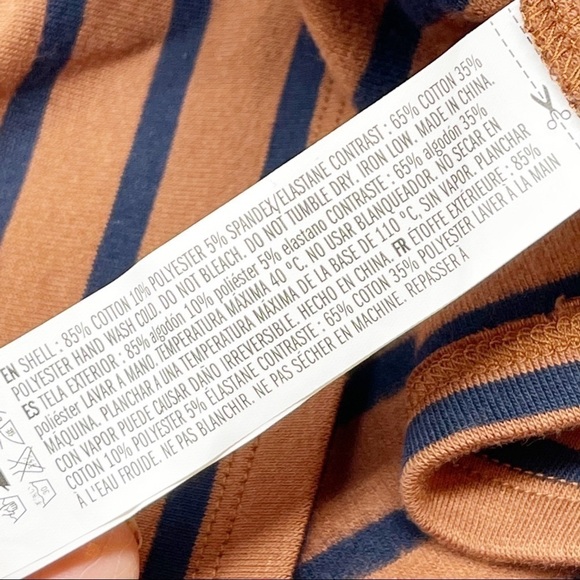 EN SHELL : 85% COTTON 10% POLYESTER 5% SPANDEX/ELASTANE CONTRAST : 65% COTTON 35%
POLYESTER HAND WASH COLD. DO NOT BLEACH. DO NOT TUMBLE DRY. IRON LOW. MADE IN CHINA.
ES TELA EXTERIOR : 85% algodón 10% poliéster 5% elastano CONTRASTE : 65% algodón 35%
poliéster LAVAR A MANO TEMPERATURA MÁXIMA 40 °C. NO USAR BLANQUEADOR. NO SECAR EN
MÁQUINA. PLANCHAR A UNA TEMPERATURA MÁXIMA DE LA BASE DE 110 °C, SIN VAPOR. PLANCHAR
CON VAPOR PUEDE CAUSAR DAÑO IRREVERSIBLE. HECHO EN CHINA. FR ÉTOFFE EXTÉRIEURE : 85%
COTON 10% POLYESTER 5% ÉLASTANE CONTRASTE : 65% COTON 35% POLYESTER LAVER À LA MAIN
À L'EAU FROIDE. NE PAS BLANCHIR. NE PAS SÉCHER EN MACHINE. REPASSER À